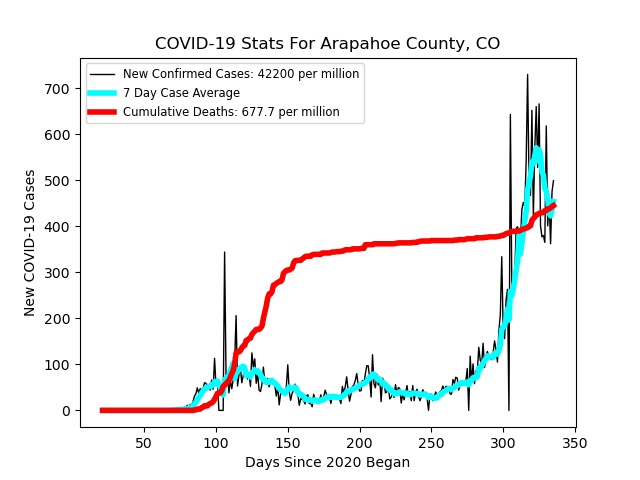 COVID-19 Stats For Arapahoe County, CO
New Confirmed Cases: 42200 per million
7 Day Case Average
Cumulative Deaths: 677.7 per million
New COVID-19 Cases
700
600
500
400
300
200
100
0
50 100 150 200 250 300 350
Days Since 2020 Began